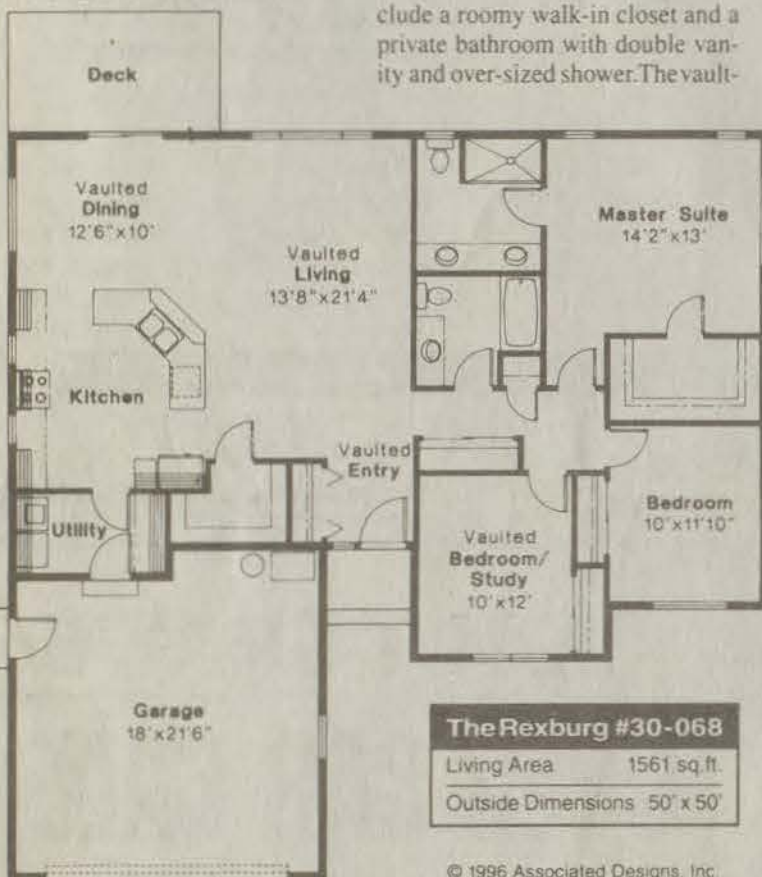 clude a roomy walk-in closet and a
private bathroom with double van-
ity and over-sized shower. The vault-
Deck
Vaulted
Dining
12'6"x10'
Vaulted
Living
13'8"x21'4"
Master Suite
14'2"x13'
Kitchen
Vaulted
Entry
Utility
Bedroom
10'x11'10"
Vaulted
Bedroom/
Study
10'x12'
Garage
18'x21'6"
The Rexburg #30-068
Living Area 1561 sq.ft.
Outside Dimensions 50' x 50'
© 1996 Associated Designs, Inc.